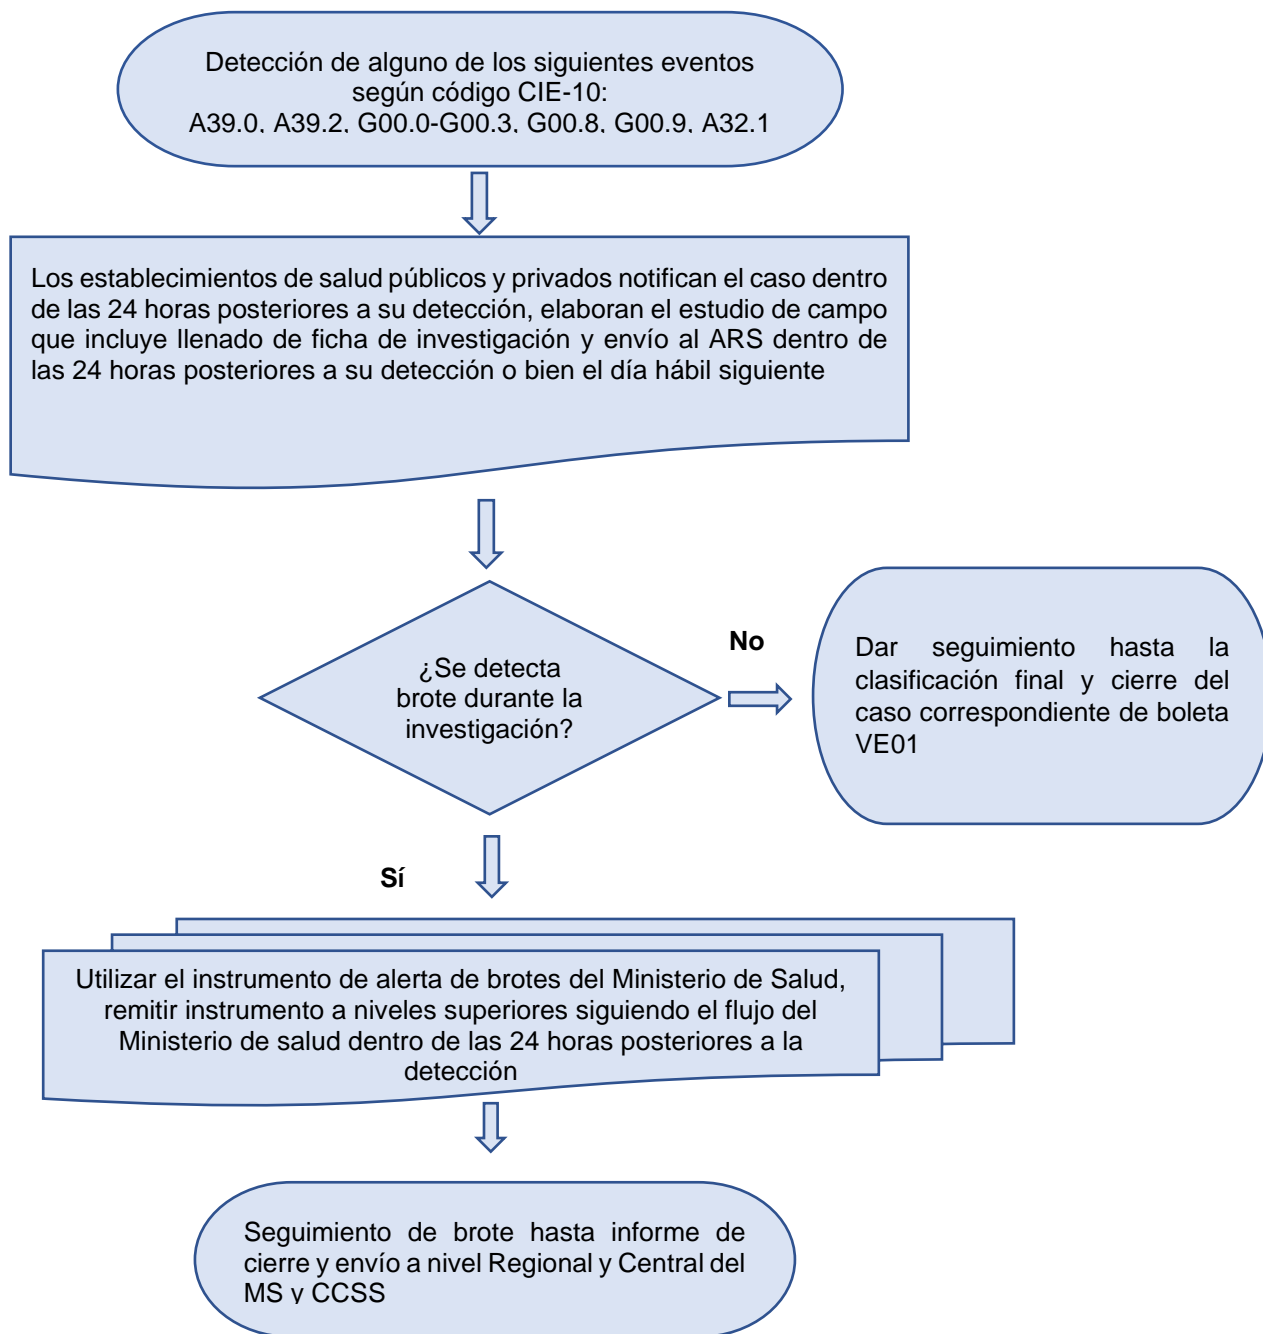 Detección de alguno de los siguientes eventos
según código CIE-10:
A39.0, A39.2, G00.0-G00.3, G00.8, G00.9, A32.1
Los establecimientos de salud públicos y privados notifican el caso dentro
de las 24 horas posteriores a su detección, elaboran el estudio de campo
que incluye llenado de ficha de investigación y envío al ARS dentro de
las 24 horas posteriores a su detección o bien el día hábil siguiente
¿Se detecta
brote durante la
investigación?
No
Dar seguimiento hasta la
clasificación final y cierre del
caso correspondiente de boleta
VE01
Sí
Utilizar el instrumento de alerta de brotes del Ministerio de Salud,
remitir instrumento a niveles superiores siguiendo el flujo del
Ministerio de salud dentro de las 24 horas posteriores a la
detección
Seguimiento de brote hasta informe de
cierre y envío a nivel Regional y Central del
MS y CCSS